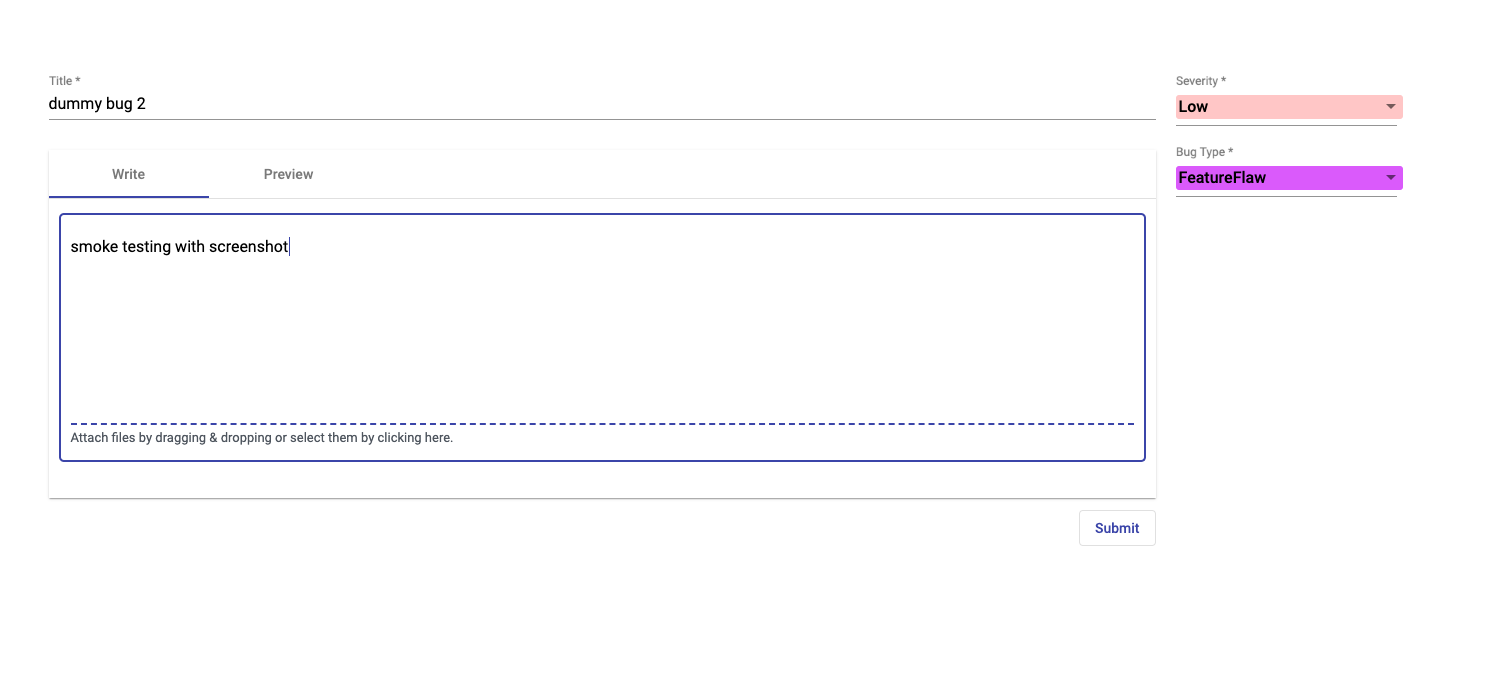 Title *
dummy bug 2
Severity *
Low
Bug Type *
FeatureFlaw
Write
Preview
smoke testing with screenshot
Attach files by dragging & dropping or select them by clicking here.
Submit